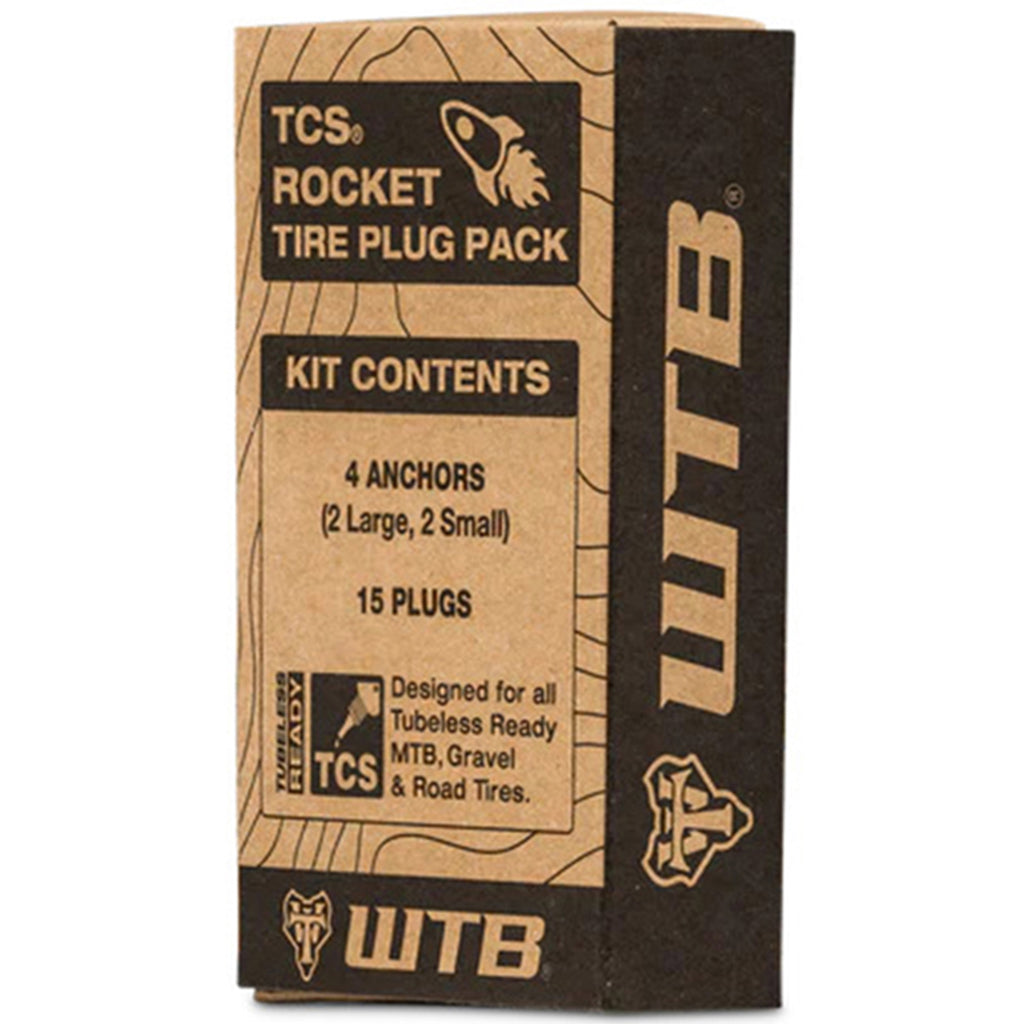 TCS®
ROCKET
TIRE PLUG PACK
KIT CONTENTS
4 ANCHORS
(2 Large, 2 Small)
15 PLUGS
TUBELESS
READY
TCS
Designed for all
Tubeless Ready
MTB, Gravel
& Road Tires.
WTB
WTB®